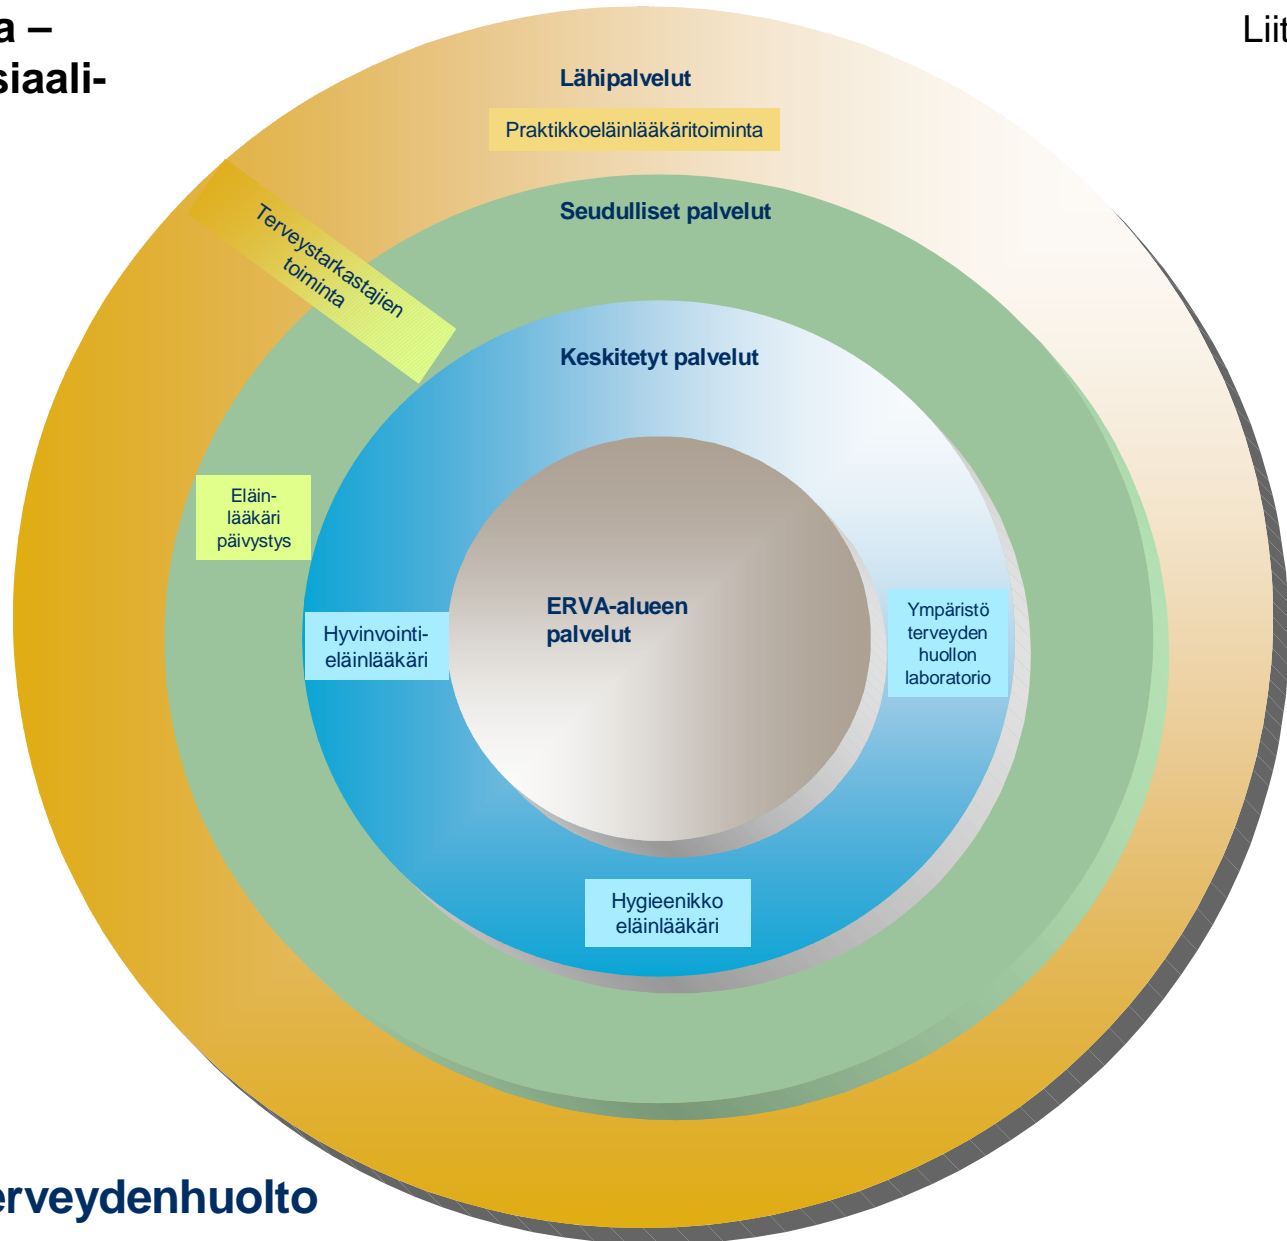 a –
siaali-
Liit
Lähipalvelut
Praktikkoeläinlääkäritoiminta
Terveystarkastajien
toiminta
Seudulliset palvelut
Keskitetyt palvelut
Eläin-
lääkäri
päivystys
ERVA-alueen
palvelut
Hyvinvointi-
eläinlääkäri
Ympäristö
terveyden
huollon
laboratorio
Hygieenikko
eläinlääkäri
erveydenhuolto